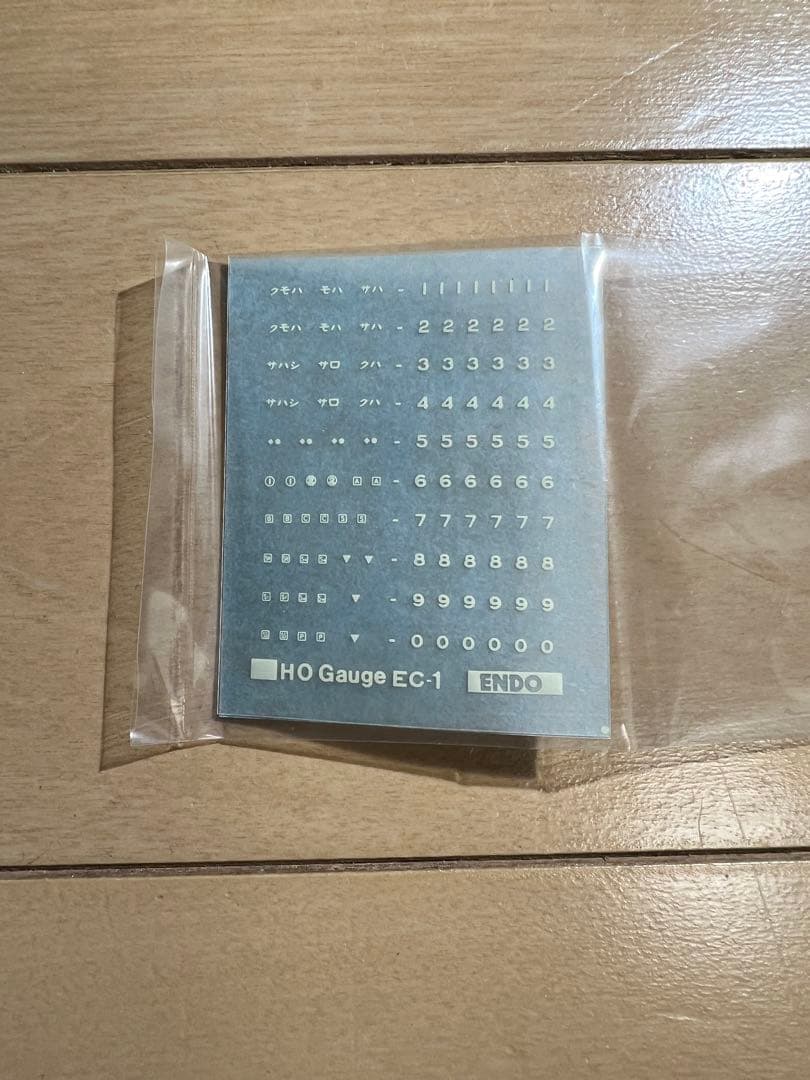 クモハ モハ サハ - 1 1 1 1 1 1 1 1
クモハ モハ サハ - 2 2 2 2 2 2
サハシ サロ クハ - 3 3 3 3 3 3
サハシ サロ クハ - 4 4 4 4 4 4
- 5 5 5 5 5 5
A A - 6 6 6 6 6 6
B B C C S S - 7 7 7 7 7 7
- 8 8 8 8 8 8
- 9 9 9 9 9 9
P P - 0 0 0 0 0 0
HO Gauge EC-1 ENDO